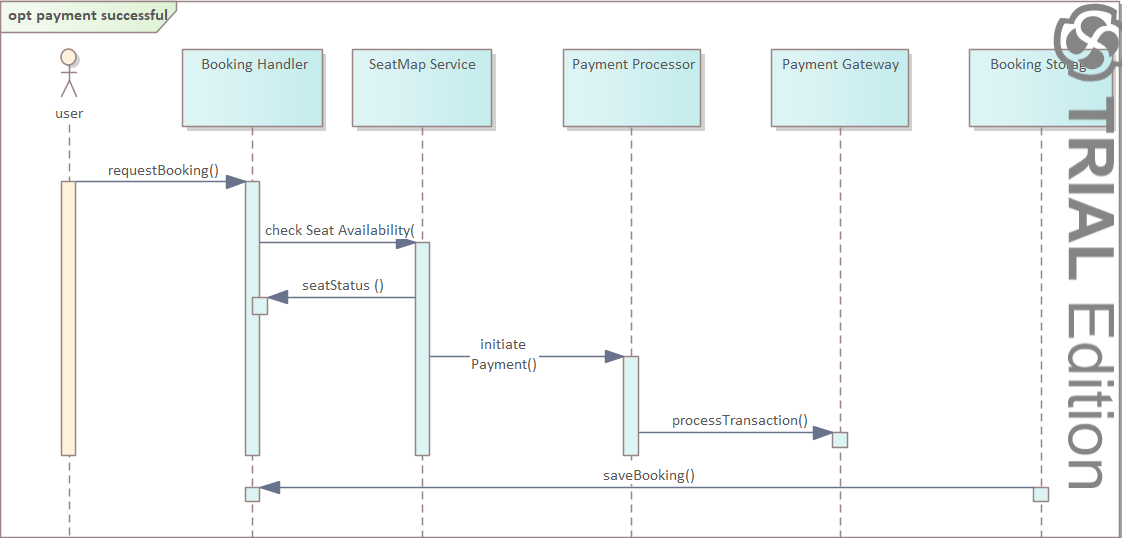 opt payment successful
user
Booking Handler
SeatMap Service
Payment Processor
Payment Gateway
Booking Storage
requestBooking()
check Seat Availability(
seatStatus ()
initiate
Payment()
processTransaction()
saveBooking()
TRIAL Edition